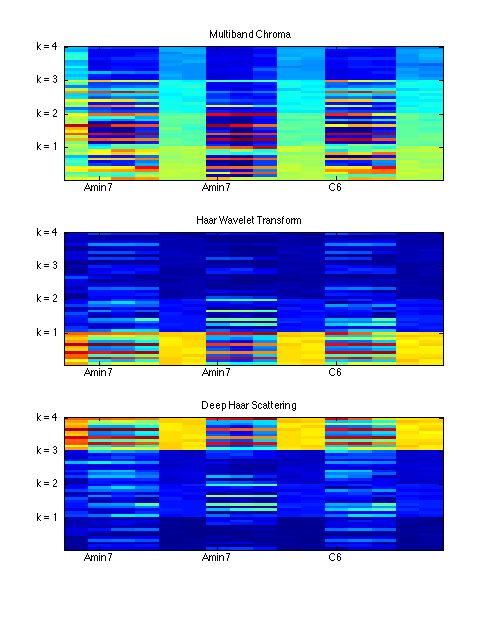 Multiband Chroma
k = 4
k = 3
k = 2
k = 1
Amin7 Amin7 C6
Haar Wavelet Transform
k = 4
k = 3
k = 2
k = 1
Amin7 Amin7 C6
Deep Haar Scattering
k = 4
k = 3
k = 2
k = 1
Amin7 Amin7 C6